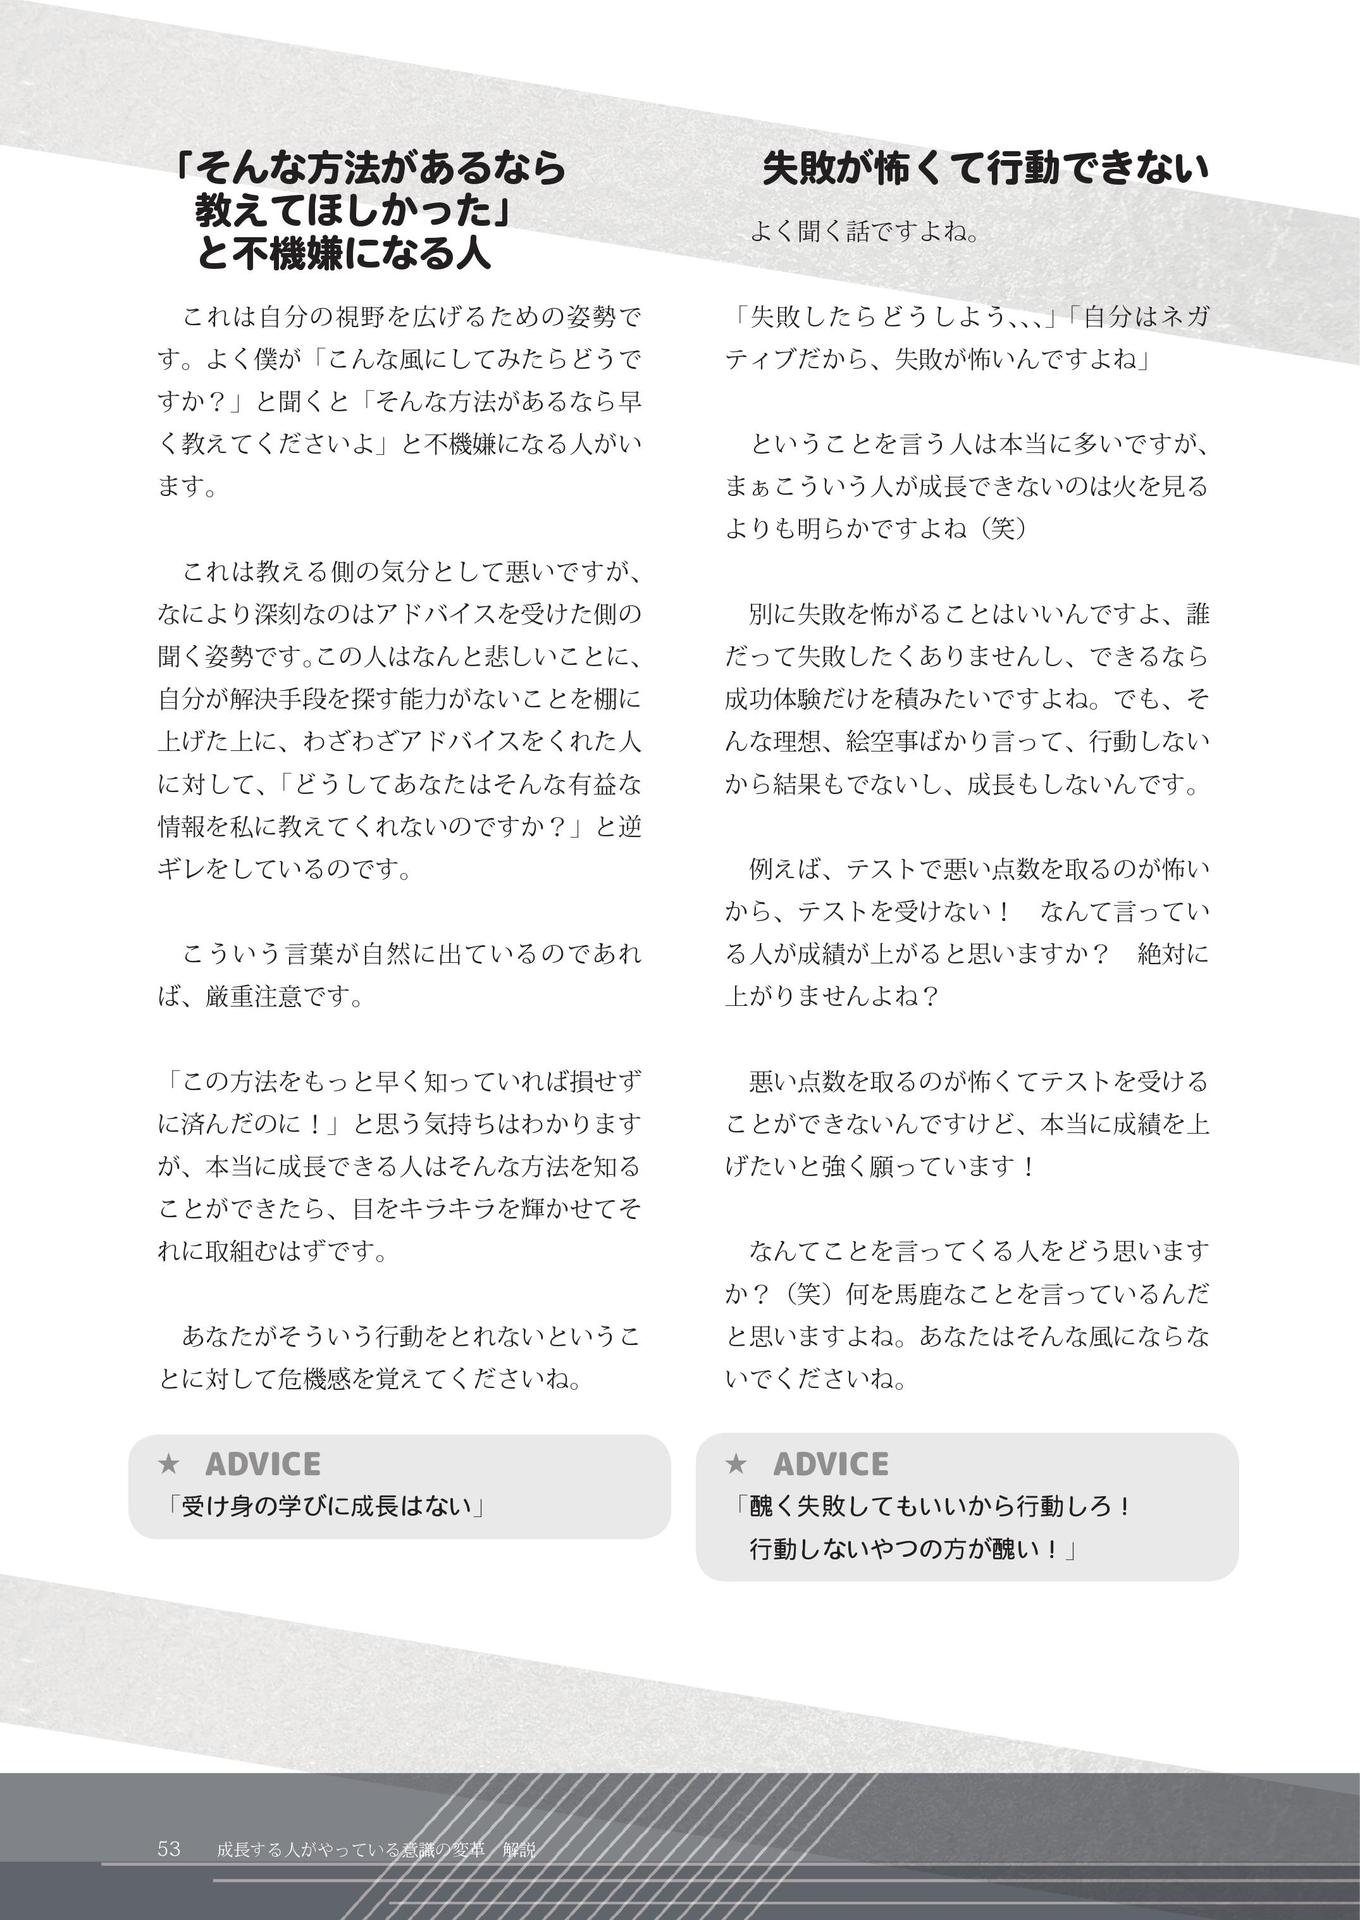 「そんな方法があるなら
教えてほしかった」
と不機嫌になる人
これは自分の視野を広げるための姿勢で
す。よく僕が「こんな風にしてみたらどうで
すか？」と聞くと「そんな方法があるなら早
く教えてくださいよ」と不機嫌になる人がい
ます。
これは教える側の気分として悪いですが、
なにより深刻なのはアドバイスを受けた側の
聞く姿勢です。この人はなんと悲しいことに、
自分が解決手段を探す能力がないことを棚に
上げた上に、わざわざアドバイスをくれた人
に対して、「どうしてあなたはそんな有益な
情報を私に教えてくれないのですか？」と逆
ギレをしているのです。
こういう言葉が自然に出ているのであれ
ば、厳重注意です。
「この方法をもっと早く知っていれば損せず
に済んだのに！」と思う気持ちはわかります
が、本当に成長できる人はそんな方法を知る
ことができたら、目をキラキラを輝かせてそ
れに取組むはずです。
あなたがそういう行動をとれないというこ
とに対して危機感を覚えてくださいね。
★ ADVICE
「受け身の学びに成長はない」
失敗が怖くて行動できない
よく聞く話ですよね。
「失敗したらどうしよう、、、」「自分はネガ
ティブだから、失敗が怖いんですよね」
ということを言う人は本当に多いですが、
まぁこういう人が成長できないのは火を見る
よりも明らかですよね（笑）
別に失敗を怖がることはいいんですよ、誰
だって失敗したくありませんし、できるなら
成功体験だけを積みたいですよね。でも、そ
んな理想、絵空事ばかり言って、行動しない
から結果もでないし、成長もしないんです。
例えば、テストで悪い点数を取るのが怖い
から、テストを受けない！　なんて言ってい
る人が成績が上がると思いますか？　絶対に
上がりませんよね？
悪い点数を取るのが怖くてテストを受ける
ことができないんですけど、本当に成績を上
げたいと強く願っています！
なんてことを言ってくる人をどう思います
か？（笑）何を馬鹿なことを言っているんだ
と思いますよね。あなたはそんな風にならな
いでくださいね。
★ ADVICE
「醜く失敗してもいいから行動しろ！
行動しないやつの方が醜い！」
53 成長する人がやっている意識の変革　解説